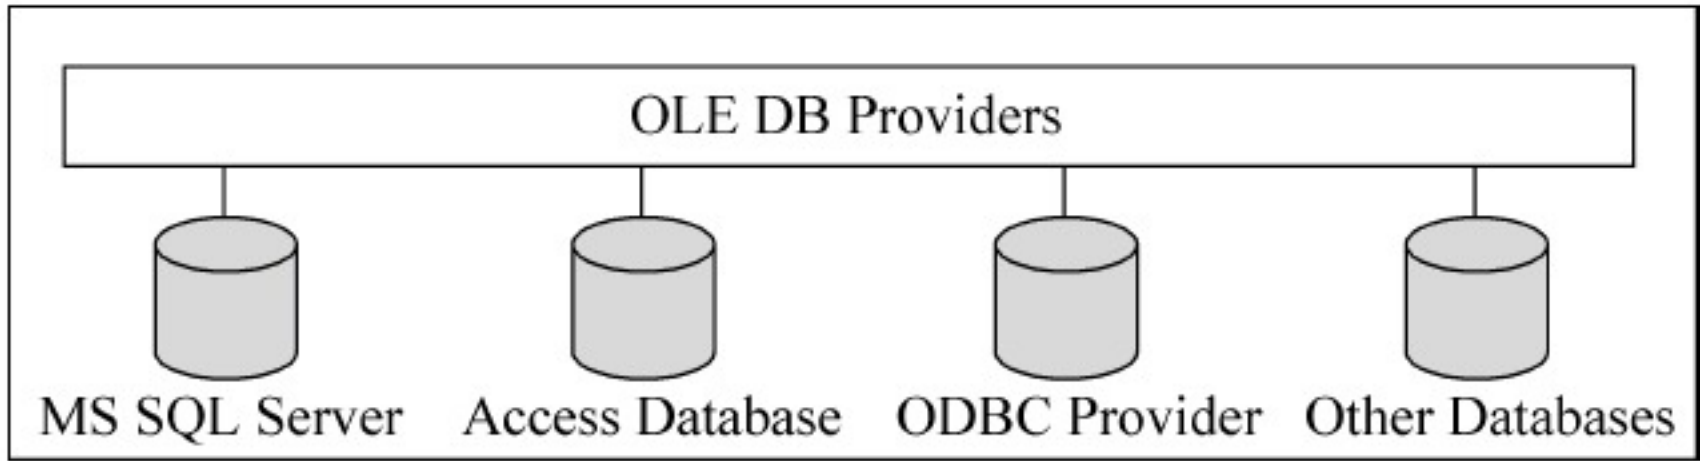 OLE DB Providers
MS SQL Server Access Database ODBC Provider Other Databases